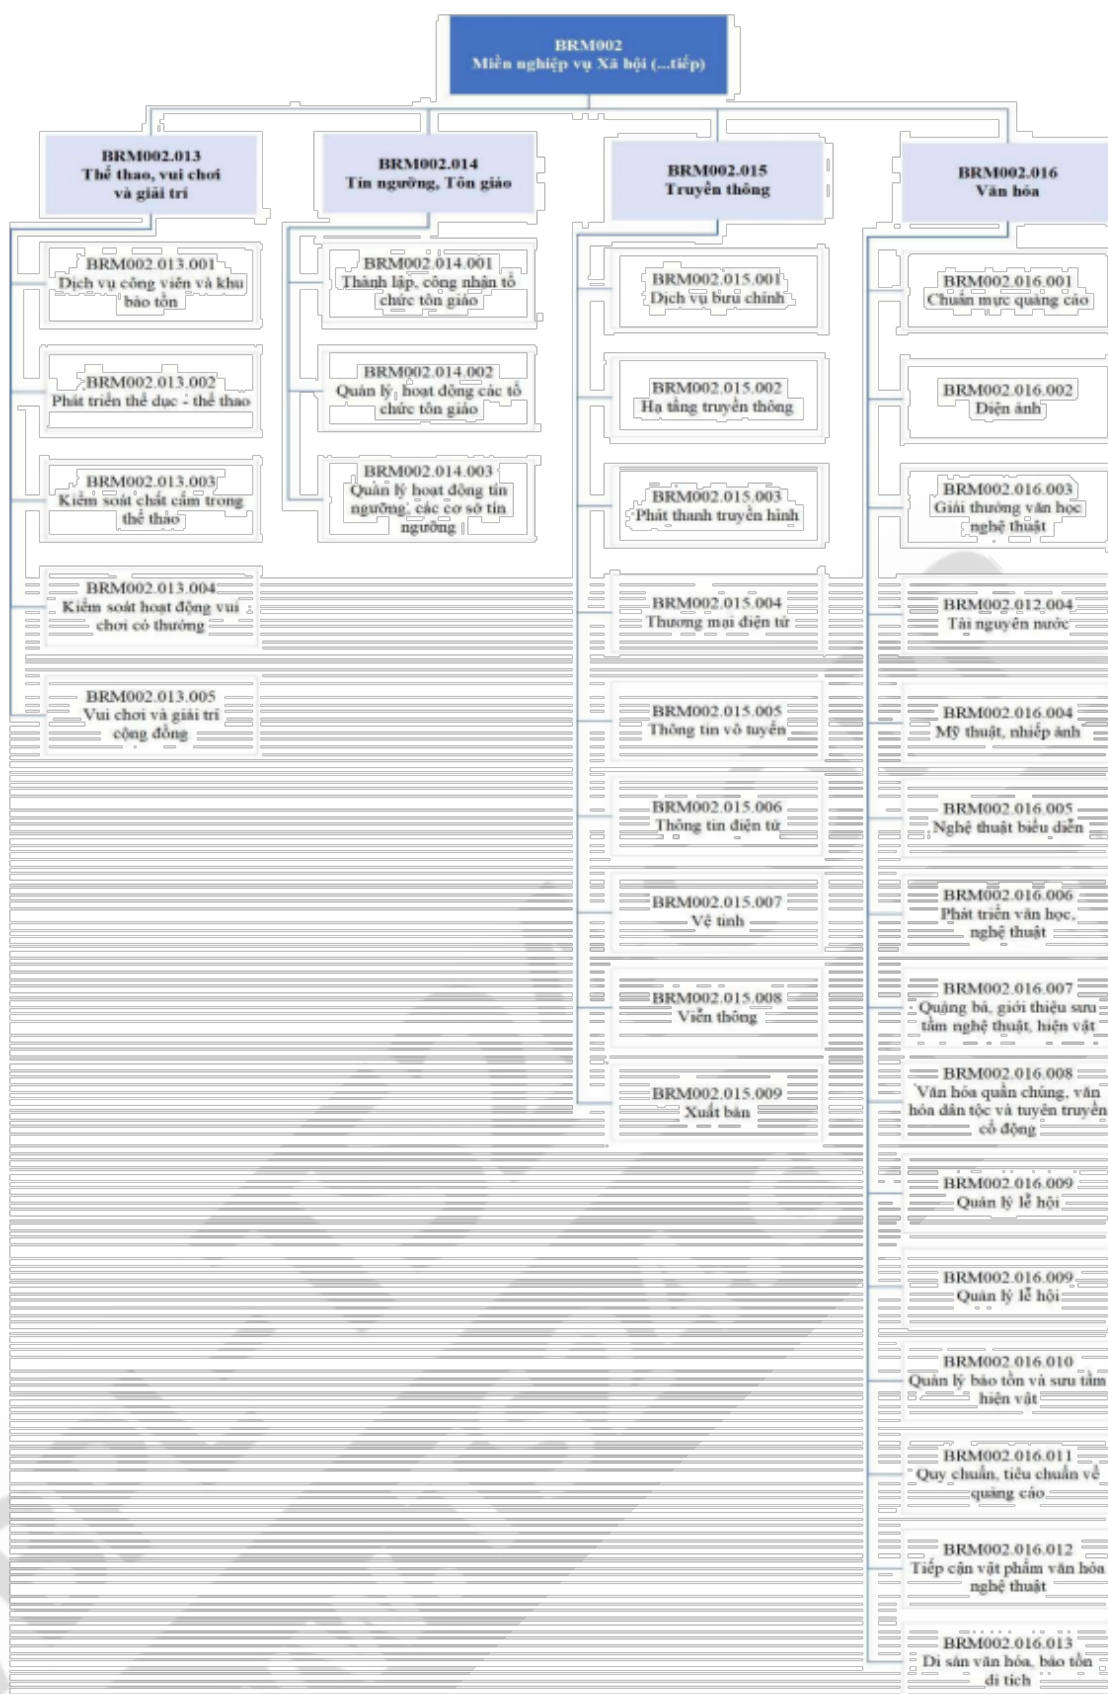 BRM002
Miền nghiệp vụ Xã hội (...tiếp)
BRM002.013
Thể thao, vui chơi
và giải trí
BRM002.013.001
Dịch vụ công viên và khu
bảo tồn
BRM002.013.002
Phát triển thể dục - thể thao
BRM002.013.003
Kiểm soát chất cấm trong
thể thao
BRM002.013.004
Kiểm soát hoạt động vui
chơi có thưởng
BRM002.013.005
Vui chơi và giải trí
cộng đồng
BRM002.014
Tín ngưỡng, Tôn giáo
BRM002.014.001
Thành lập, công nhận tổ
chức tôn giáo
BRM002.014.002
Quản lý, hoạt động các tổ
chức tôn giáo
BRM002.014.003
Quản lý hoạt động tín
ngưỡng, các cơ sở tín
ngưỡng
BRM002.015
Truyền thông
BRM002.015.001
Dịch vụ bưu chính
BRM002.015.002
Hạ tầng truyền thông
BRM002.015.003
Phát thanh truyền hình
BRM002.015.004
Thương mại điện tử
BRM002.015.005
Thông tin vô tuyến
BRM002.015.006
Thông tin điện tử
BRM002.015.007
Vệ tinh
BRM002.015.008
Viễn thông
BRM002.015.009
Xuất bản
BRM002.016
Văn hóa
BRM002.016.001
Chuẩn mực quảng cáo
BRM002.016.002
Điện ảnh
BRM002.016.003
Giải thưởng văn học
nghệ thuật
BRM002.012.004
Tài nguyên nước
BRM002.016.004
Mỹ thuật, nhiếp ảnh
BRM002.016.005
Nghệ thuật biểu diễn
BRM002.016.006
Phát triển văn học,
nghệ thuật
BRM002.016.007
Quảng bá, giới thiệu sưu
tầm nghệ thuật, hiện vật
BRM002.016.008
Văn hóa quần chúng, văn
hóa dân tộc và tuyên truyền
cổ động
BRM002.016.009
Quản lý lễ hội
BRM002.016.009
Quản lý lễ hội
BRM002.016.010
Quản lý bảo tồn và sưu tầm
hiện vật
BRM002.016.011
Quy chuẩn, tiêu chuẩn về
quảng cáo
BRM002.016.012
Tiếp cận vật phẩm văn hóa
nghệ thuật
BRM002.016.013
Di sản văn hóa, bảo tồn
di tích